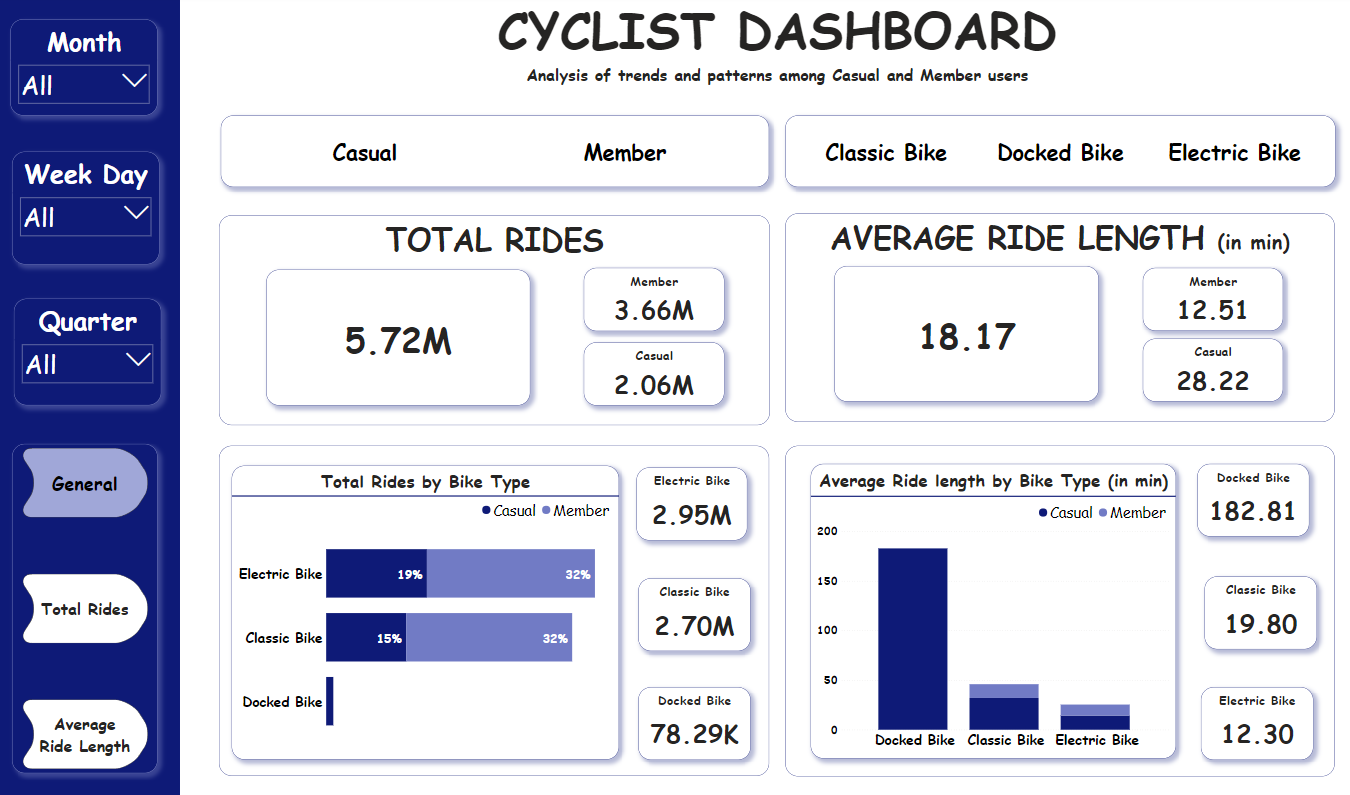 Month
All
Week Day
All
Quarter
All
General
Total Rides
Average
Ride Length
CYCLIST DASHBOARD
Analysis of trends and patterns among Casual and Member users
Casual Member
Classic Bike Docked Bike Electric Bike
TOTAL RIDES
5.72M
Member
3.66M
Casual
2.06M
AVERAGE RIDE LENGTH (in min)
18.17
Member
12.51
Casual
28.22
Total Rides by Bike Type
Casual Member
Electric Bike 19% 32%
Classic Bike 15% 32%
Docked Bike
Electric Bike
2.95M
Classic Bike
2.70M
Docked Bike
78.29K
Average Ride length by Bike Type (in min)
Casual Member
200
150
100
50
0
Docked Bike Classic Bike Electric Bike
Docked Bike
182.81
Classic Bike
19.80
Electric Bike
12.30